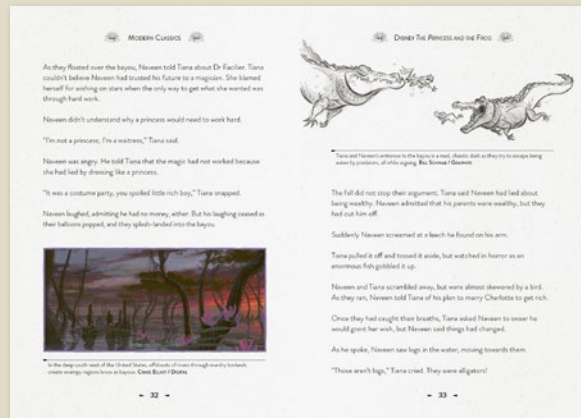 MODERN CLASSICS
As they floated over the bayou, Naveen told Tiana about Dr Facilier. Tiana
couldn't believe Naveen had trusted his future to a magician. She blamed
herself for wishing on stars when the only way to get what she wanted was
through hard work.
Naveen didn't understand why a princess would need to work hard.
"I'm not a princess; I'm a waitress," Tiana said.
Naveen was angry. He told Tiana that the magic had not worked because
she had lied by dressing like a princess.
"It was a costume party, you spoiled little rich boy," Tiana snapped.
Naveen laughed, admitting he had no money, either. But his laughing ceased as
their balloons popped, and they splash-landed into the bayou.
In the deep south-east of the United States, offshoots of rivers through marshy lowlands
create swampy regions know as bayous. CRAIG ELLIOTT / DIGITAL
32
DISNEY THE PRINCESS AND THE FROG
Tiana and Naveen's entrance to the bayou is a mad, chaotic dash as they try to escape being
eaten by predators, all while arguing. BILL SCHWAB / GRAPHITE
The fall did not stop their argument. Tiana said Naveen had lied about
being wealthy. Naveen admitted that his parents were wealthy, but they
had cut him off.
Suddenly Naveen screamed at a leech he found on his arm.
Tiana pulled it off and tossed it aside, but watched in horror as an
enormous fish gobbled it up.
Naveen and Tiana scrambled away, but were almost skewered by a bird.
As they ran, Naveen told Tiana of his plan to marry Charlotte to get rich.
Once they had caught their breaths, Tiana asked Naveen to swear he
would grant her wish, but Naveen said things had changed.
As he spoke, Naveen saw logs in the water, moving towards them.
"Those aren't logs," Tiana cried. They were alligators!
33